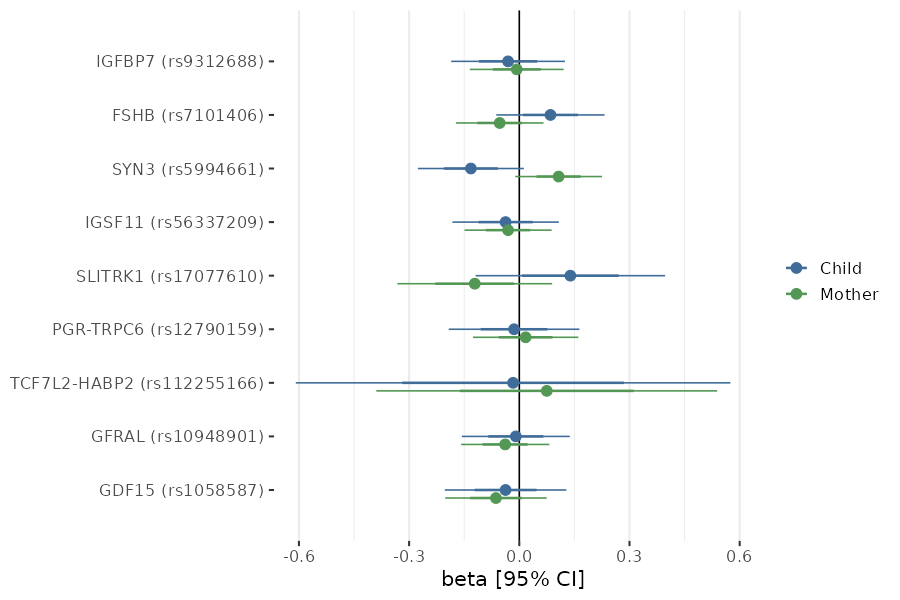 IGFBP7 (rs9312688)
FSHB (rs7101406)
SYN3 (rs5994661)
IGSF11 (rs56337209)
SLITRK1 (rs17077610)
PGR-TRPC6 (rs12790159)
TCF7L2-HABP2 (rs112255166)
GFRAL (rs10948901)
GDF15 (rs1058587)
-0.6 -0.3 0.0 0.3 0.6
beta [95% CI]
Child
Mother